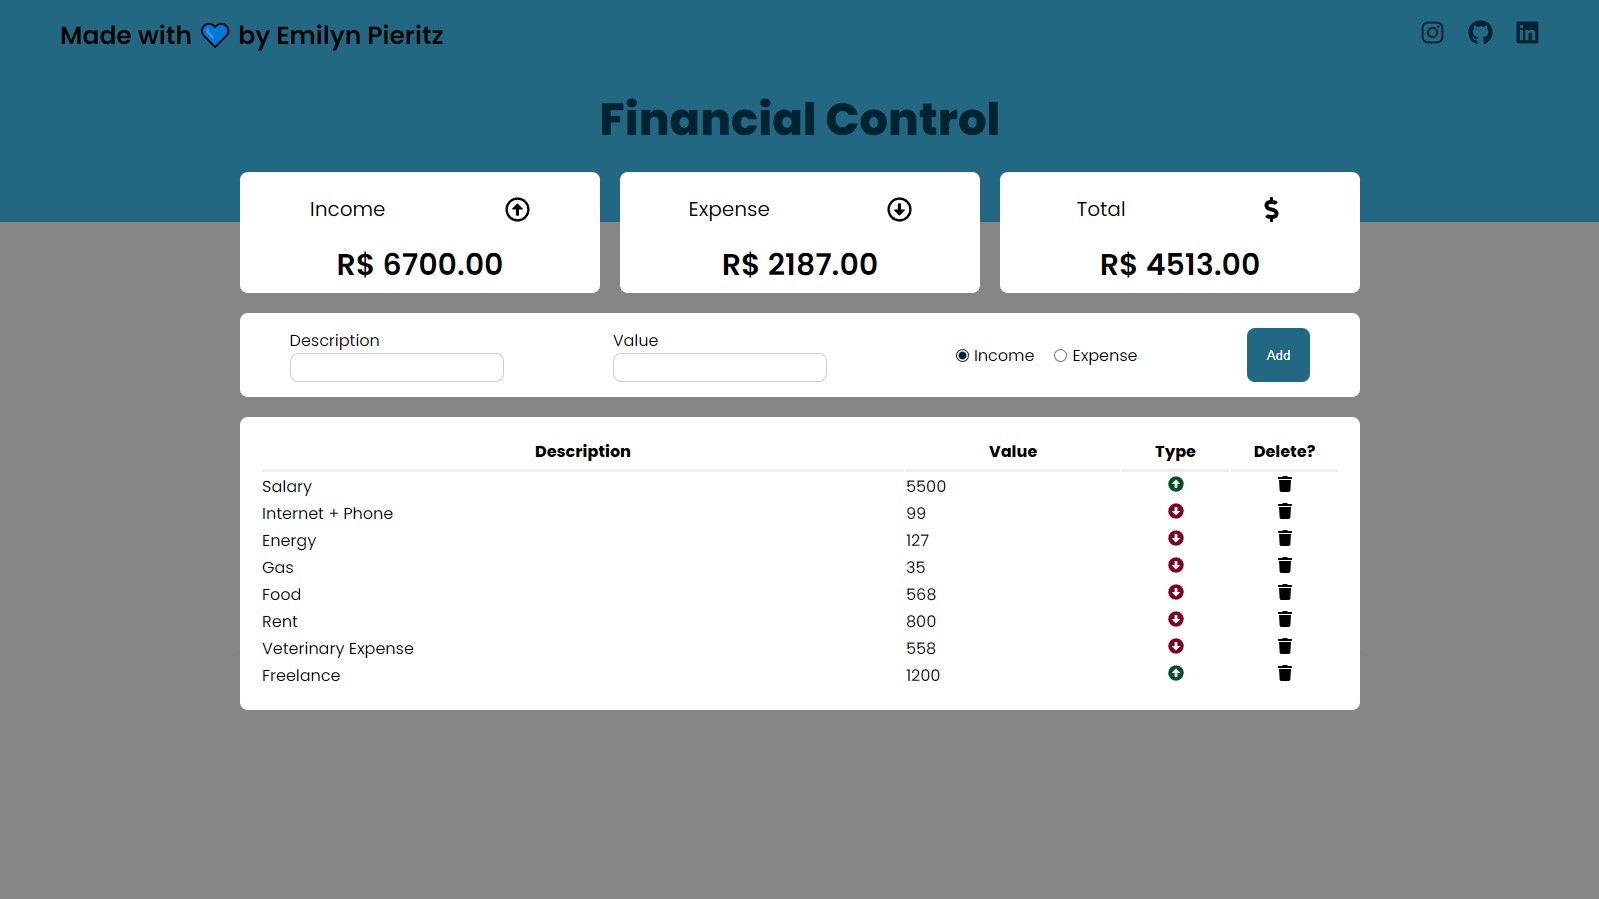 Made with 💙 by Emilyn Pieritz
Financial Control
Income
R$ 6700.00
Expense
R$ 2187.00
Total
R$ 4513.00
Description
Value
Income Expense
Add
Description Value Type Delete?
Salary 5500
Internet + Phone 99
Energy 127
Gas 35
Food 568
Rent 800
Veterinary Expense 558
Freelance 1200